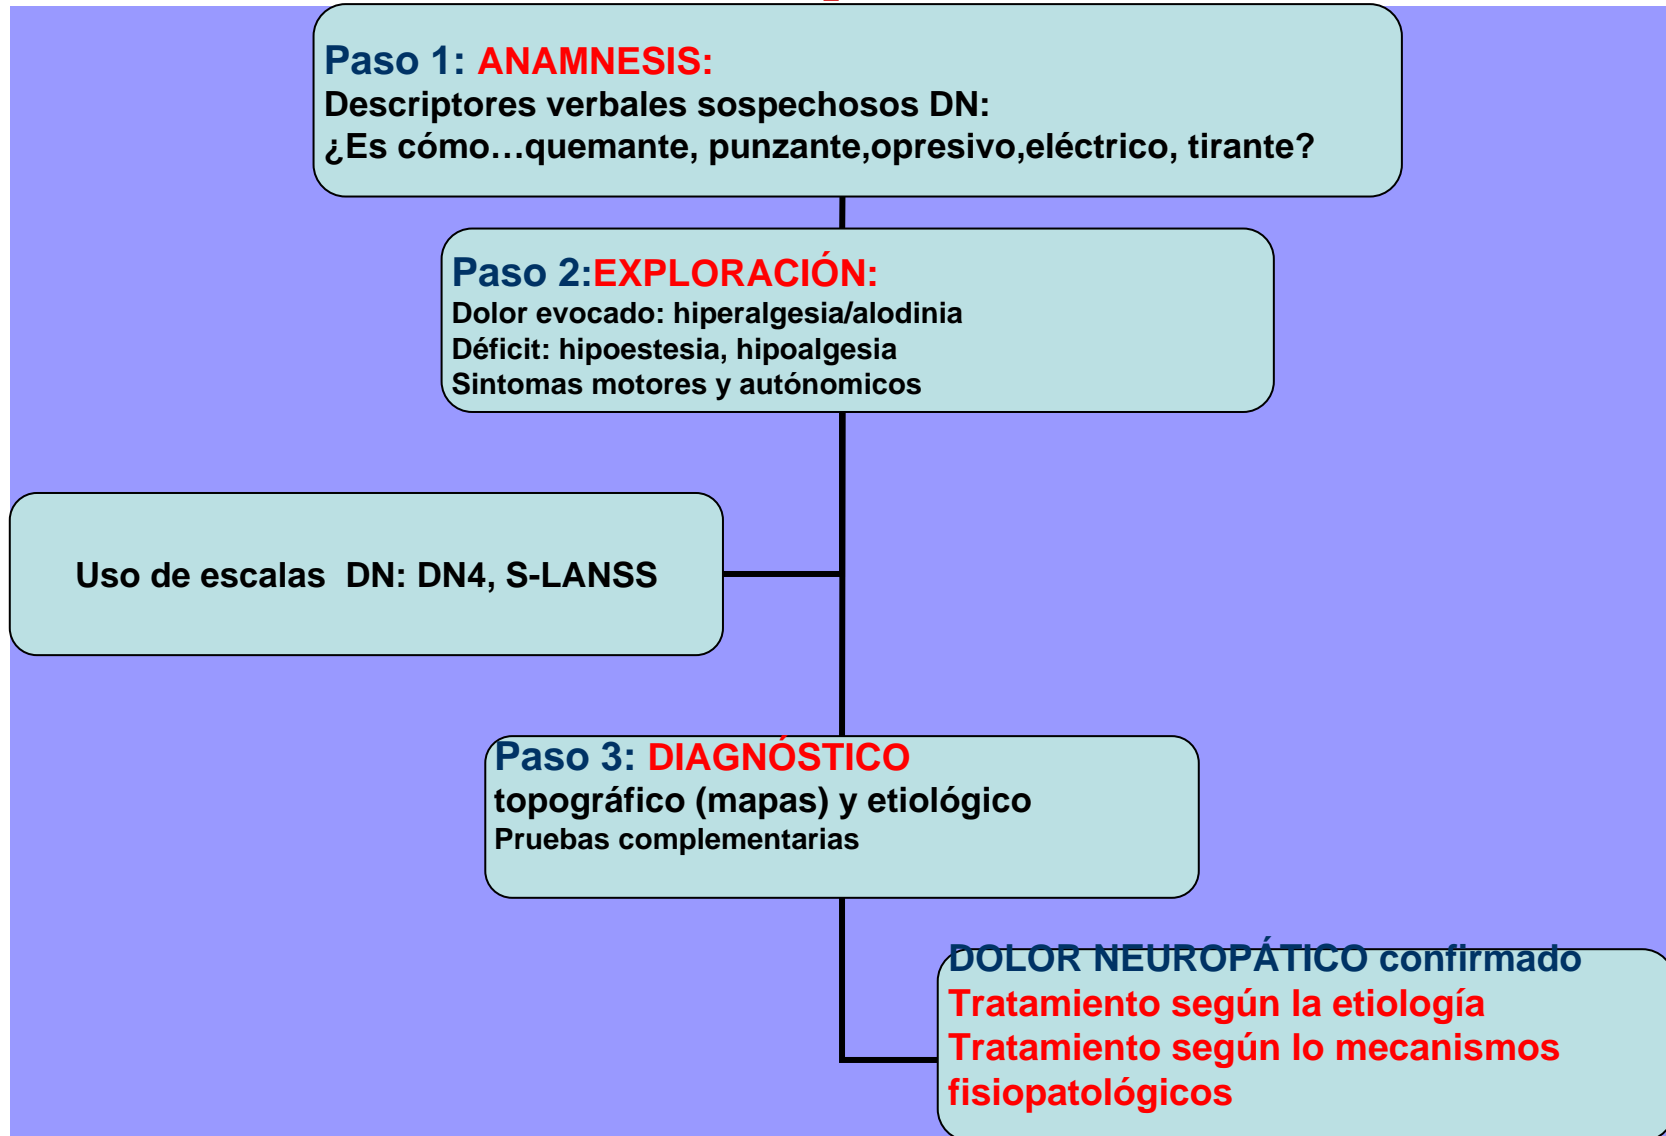 Paso 1: ANAMNESIS:
Descriptores verbales sospechosos DN:
¿Es cómo…quemante, punzante,opresivo,eléctrico, tirante?
Paso 2:EXPLORACIÓN:
Dolor evocado: hiperalgesia/alodinia
Déficit: hipoestesia, hipoalgesia
Sintomas motores y autónomicos
Uso de escalas DN: DN4, S-LANSS
Paso 3: DIAGNÓSTICO
topográfico (mapas) y etiológico
Pruebas complementarias
DOLOR NEUROPÁTICO confirmado
Tratamiento según la etiología
Tratamiento según lo mecanismos
fisiopatológicos